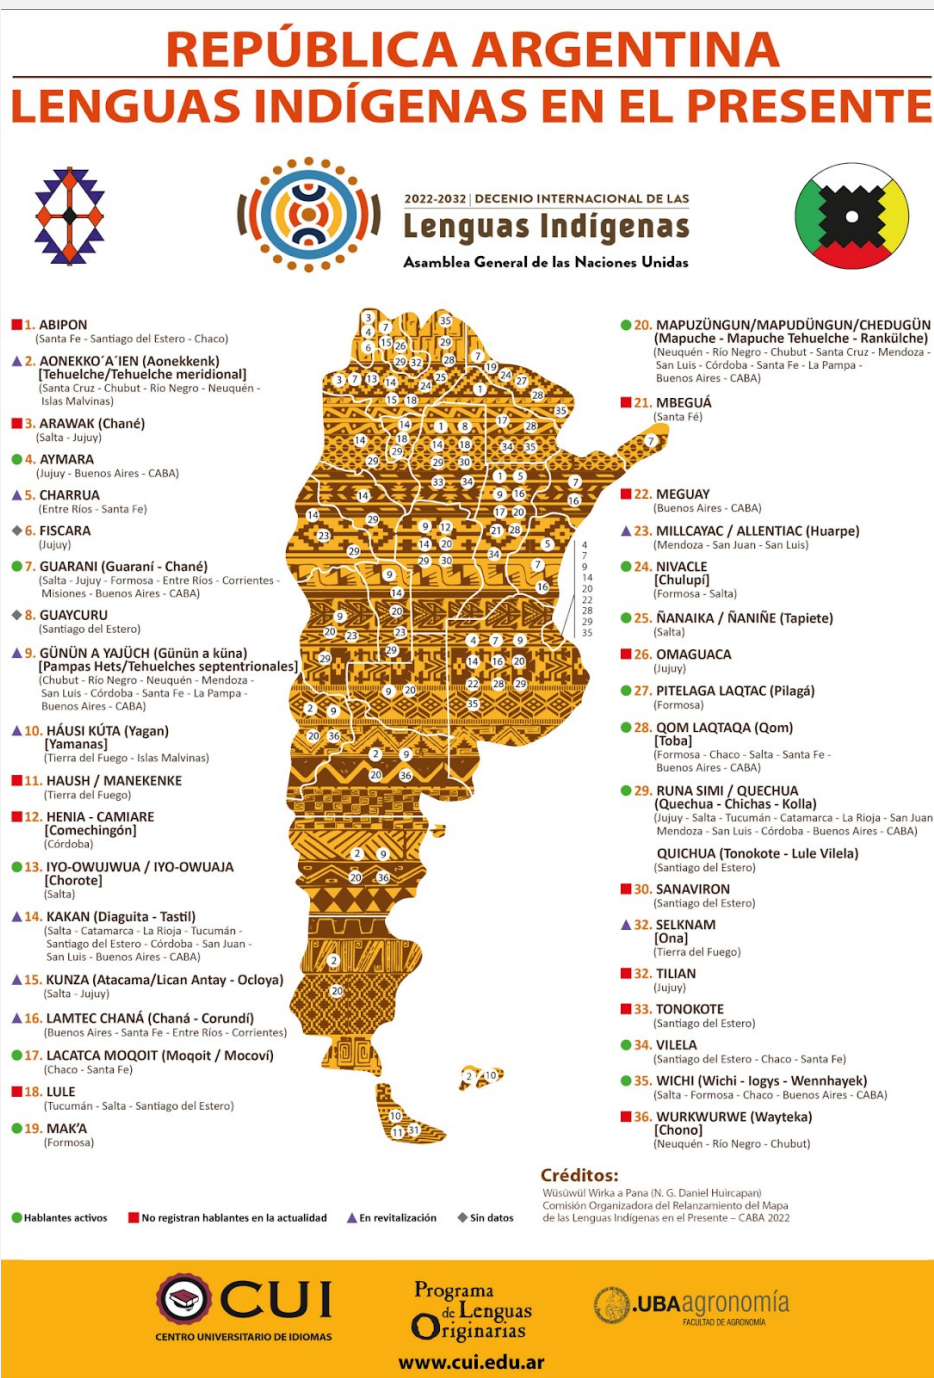 REPÚBLICA ARGENTINA
LENGUAS INDÍGENAS EN EL PRESENTE
2022-2032 | DECENIO INTERNACIONAL DE LAS
Lenguas Indígenas
Asamblea General de las Naciones Unidas
1. ABIPON
(Santa Fe - Santiago del Estero - Chaco)
2. AONEKKO´A´IEN (Aonekkenk)
[Tehuelche/Tehuelche meridional]
(Santa Cruz - Chubut - Río Negro - Neuquén -
Islas Malvinas)
3. ARAWAK (Chané)
(Salta - Jujuy)
4. AYMARA
(Jujuy - Buenos Aires - CABA)
5. CHARRUA
(Entre Ríos - Santa Fe)
6. FISCARA
(Jujuy)
7. GUARANI (Guaraní - Chané)
(Salta - Jujuy - Formosa - Entre Ríos - Corrientes -
Misiones - Buenos Aires - CABA)
8. GUAYCURU
(Santiago del Estero)
9. GÜNÜN A YAJÜCH (Günün a küna)
[Pampas Hets/Tehuelches septentrionales]
(Chubut - Río Negro - Neuquén - Mendoza -
San Luis - Córdoba - Santa Fe - La Pampa -
Buenos Aires - CABA)
10. HÁUSI KÚTA (Yagan)
[Yamanas]
(Tierra del Fuego - Islas Malvinas)
11. HAUSH / MANEKENKE
(Tierra del Fuego)
12. HENIA - CAMIARE
[Comechingón]
(Córdoba)
13. IYO-OWUJWUA / IYO-OWUAJA
[Chorote]
(Salta)
14. KAKAN (Diaguita - Tastil)
(Salta - Catamarca - La Rioja - Tucumán -
Santiago del Estero - Córdoba - San Juan -
San Luis - Buenos Aires - CABA)
15. KUNZA (Atacama/Lican Antay - Ocloya)
(Salta - Jujuy)
16. LAMTEC CHANÁ (Chaná - Corundí)
(Buenos Aires - Santa Fe - Entre Ríos - Corrientes)
17. LACATCA MOQOIT (Moqoit / Mocoví)
(Chaco - Santa Fe)
18. LULE
(Tucumán - Salta - Santiago del Estero)
19. MAK'A
(Formosa)
4
7
9
14
20
22
28
29
35
20. MAPUZÜNGUN/MAPUDÜNGUN/CHEDUGÜN
(Mapuche - Mapuche Tehuelche - Rankülche)
(Neuquén - Río Negro - Chubut - Santa Cruz - Mendoza -
San Luis - Córdoba - Santa Fe - La Pampa -
Buenos Aires - CABA)
21. MBEGUÁ
(Santa Fé)
22. MEGUAY
(Buenos Aires - CABA)
23. MILLCAYAC / ALLENTIAC (Huarpe)
(Mendoza - San Juan - San Luis)
24. NIVACLE
[Chulupí]
(Formosa - Salta)
25. ÑANAIKA / ÑANIÑE (Tapiete)
(Salta)
26. OMAGUACA
(Jujuy)
27. PITELAGA LAQTAC (Pilagá)
(Formosa)
28. QOM LAQTAQA (Qom)
[Toba]
(Formosa - Chaco - Salta - Santa Fe -
Buenos Aires - CABA)
29. RUNA SIMI / QUECHUA
(Quechua - Chichas - Kolla)
(Jujuy - Salta - Tucumán - Catamarca - La Rioja - San Juan
Mendoza - San Luis - Córdoba - Buenos Aires - CABA)
QUICHUA (Tonokote - Lule Vilela)
(Santiago del Estero)
30. SANAVIRON
(Santiago del Estero)
32. SELKNAM
[Ona]
(Tierra del Fuego)
32. TILIAN
(Jujuy)
33. TONOKOTE
(Santiago del Estero)
34. VILELA
(Santiago del Estero - Chaco - Santa Fe)
35. WICHI (Wichi - Iogys - Wennhayek)
(Salta - Formosa - Chaco - Buenos Aires - CABA)
36. WURKWURWE (Wayteka)
[Chono]
(Neuquén - Río Negro - Chubut)
Créditos:
Wüsüwül Wirka a Pana (N. G. Daniel Huircapan)
Comisión Organizadora del Relanzamiento del Mapa
de las Lenguas Indígenas en el Presente – CABA 2022
Hablantes activos No registran hablantes en la actualidad En revitalización Sin datos
CUI
CENTRO UNIVERSITARIO DE IDIOMAS
Programa
de Lenguas
Originarias
www.cui.edu.ar
.UBAagronomía
FACULTAD DE AGRONOMÍA